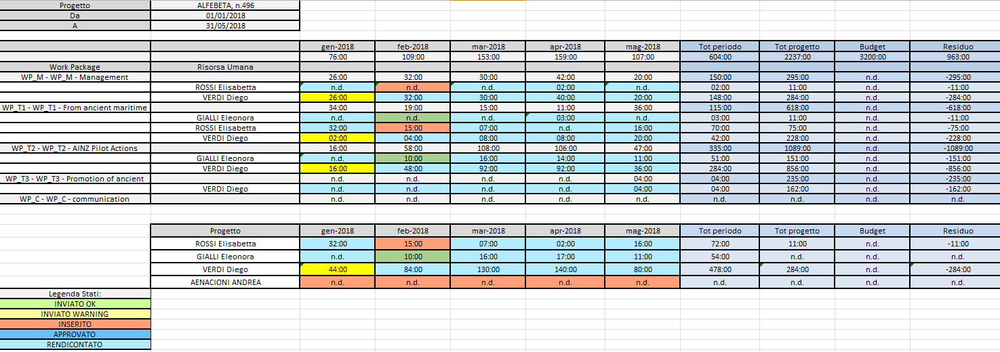 Progetto ALFEBETA, n.496
Da 01/01/2018
A 31/05/2018
gen-2018 feb-2018 mar-2018 apr-2018 mag-2018 Tot periodo Tot progetto Budget Residuo
76:00 109:00 153:00 159:00 107:00 604:00 2237:00 3200:00 963:00
Work Package Risorsa Umana
WP_M - WP_M - Management 26:00 32:00 30:00 42:00 20:00 150:00 295:00 n.d. -295:00
ROSSI Elisabetta n.d. n.d. n.d. 02:00 n.d. 02:00 11:00 n.d. -11:00
VERDI Diego 26:00 32:00 30:00 40:00 20:00 148:00 284:00 n.d. -284:00
WP_T1 - WP_T1 - From ancient maritime 34:00 19:00 15:00 11:00 36:00 115:00 618:00 n.d. -618:00
GIALLI Eleonora n.d. n.d. n.d. 03:00 n.d. 03:00 11:00 n.d. -11:00
ROSSI Elisabetta 32:00 15:00 07:00 n.d. 16:00 70:00 75:00 n.d. -75:00
VERDI Diego 02:00 04:00 08:00 08:00 20:00 42:00 228:00 n.d. -228:00
WP_T2 - WP_T2 - AINZ Pilot Actions 16:00 58:00 108:00 106:00 47:00 335:00 1089:00 n.d. -1089:00
GIALLI Eleonora n.d. 10:00 16:00 14:00 11:00 51:00 151:00 n.d. -151:00
VERDI Diego 16:00 48:00 92:00 92:00 36:00 284:00 856:00 n.d. -856:00
WP_T3 - WP_T3 - Promotion of ancient n.d. n.d. n.d. n.d. 04:00 04:00 235:00 n.d. -235:00
VERDI Diego n.d. n.d. n.d. n.d. 04:00 04:00 162:00 n.d. -162:00
WP_C - WP_C - communication n.d. n.d. n.d. n.d. n.d. n.d. n.d. n.d. n.d.
Progetto gen-2018 feb-2018 mar-2018 apr-2018 mag-2018 Tot periodo Tot progetto Budget Residuo
ROSSI Elisabetta 32:00 15:00 07:00 02:00 16:00 72:00 11:00 n.d. -11:00
GIALLI Eleonora n.d. 10:00 16:00 17:00 11:00 54:00 n.d. n.d. n.d.
VERDI Diego 44:00 84:00 130:00 140:00 80:00 478:00 284:00 n.d. -284:00
AENACIONI ANDREA n.d. n.d. n.d. n.d. n.d. n.d. n.d. n.d. n.d.
Legenda Stati:
INVIATO OK
INVIATO WARNING
INSERITO
APPROVATO
RENDICONTATO